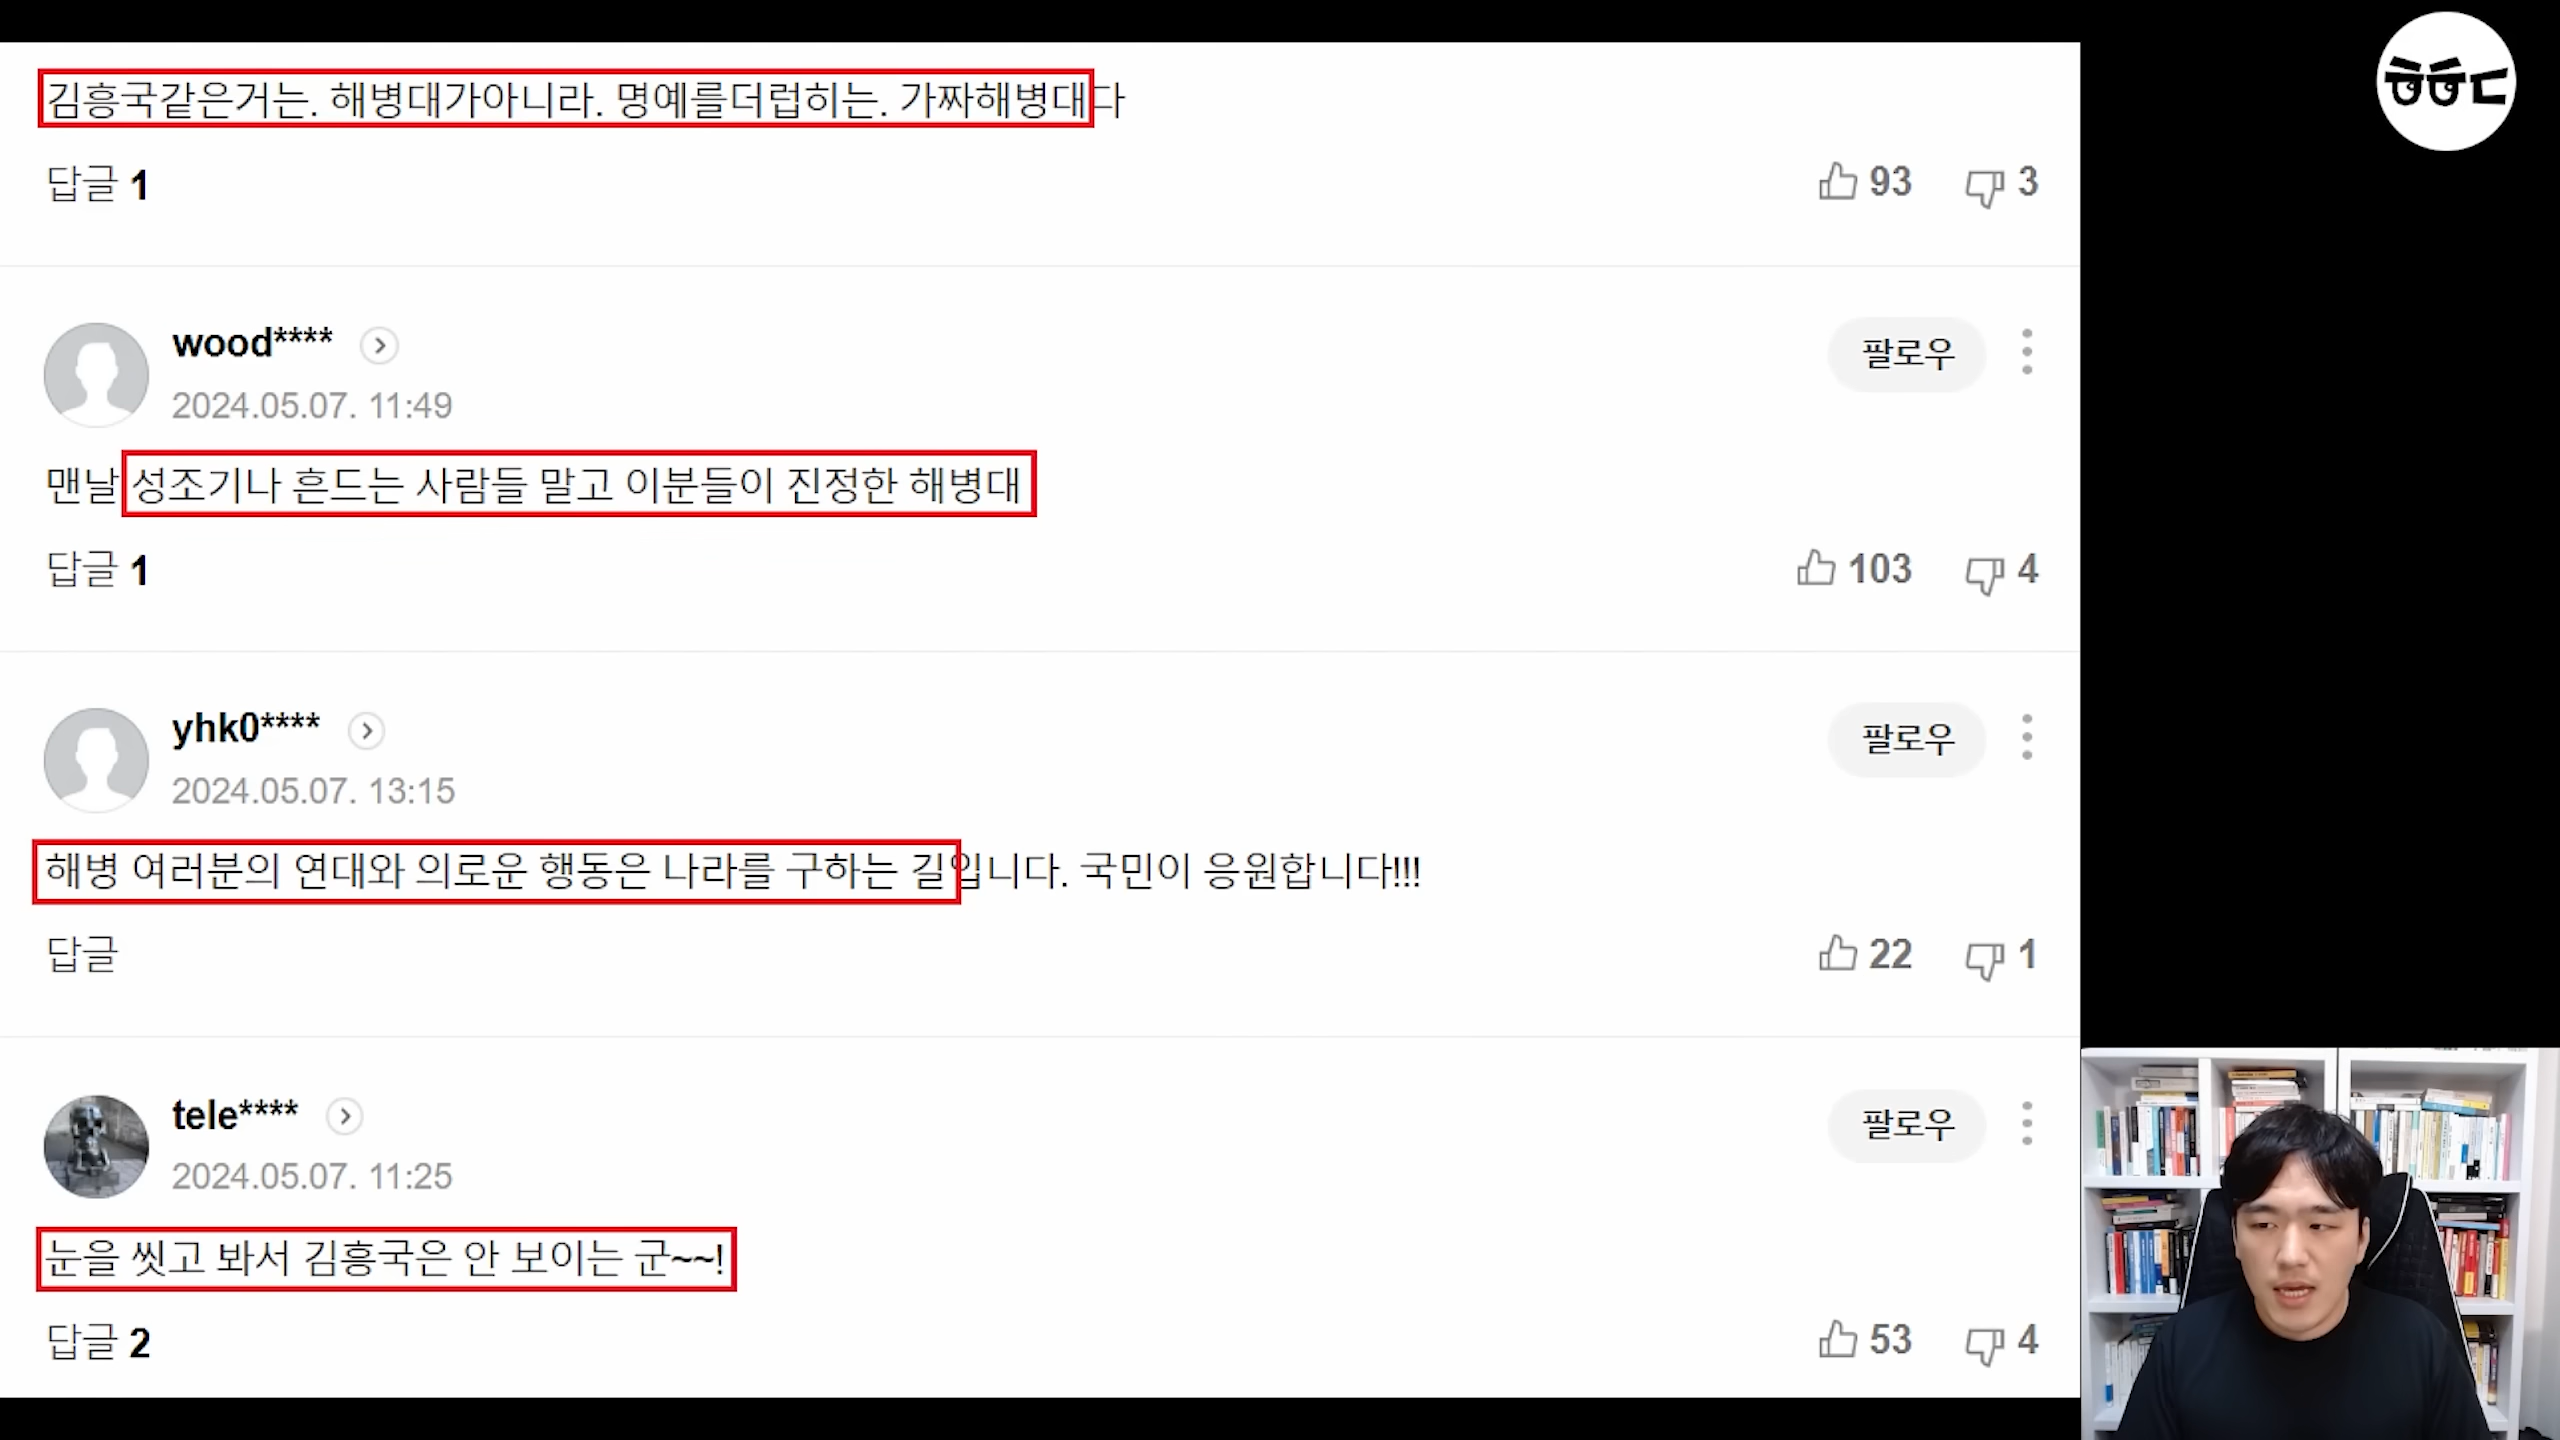 김흥국같은거는. 해병대가아니라. 명예를더럽히는. 가짜해병대다
답글 1
93
3
wood****
팔로우
2024.05.07. 11:49
맨날 성조기나 흔드는 사람들 말고 이분들이 진정한 해병대
답글 1
103
4
yhk0****
팔로우
2024.05.07. 13:15
해병 여러분의 연대와 의로운 행동은 나라를 구하는 길입니다. 국민이 응원합니다!!!
답글
22
1
tele****
팔로우
2024.05.07. 11:25
눈을 씻고 봐서 김흥국은 안 보이는 군~~!
답글 2
53
4